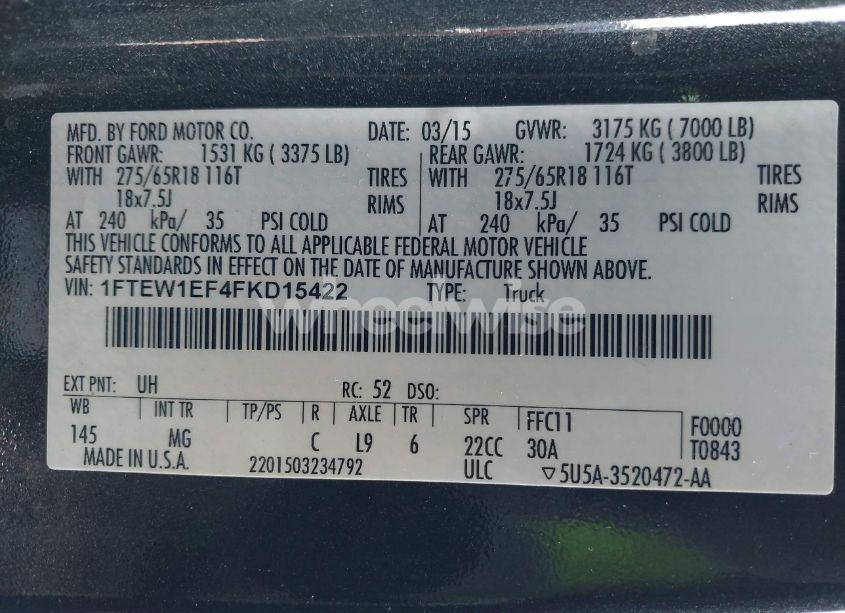 MFD. BY FORD MOTOR CO. DATE: 03/15 GVWR: 3175 KG ( 7000 LB)
FRONT GAWR: 1531 KG ( 3375 LB) REAR GAWR: 1724 KG ( 3800 LB)
WITH 275/65R18 116T TIRES WITH 275/65R18 116T TIRES
18x7.5J RIMS 18x7.5J RIMS
AT 240 kPa/ 35 PSI COLD AT 240 kPa/ 35 PSI COLD
THIS VEHICLE CONFORMS TO ALL APPLICABLE FEDERAL MOTOR VEHICLE
SAFETY STANDARDS IN EFFECT ON THE DATE OF MANUFACTURE SHOWN ABOVE.
VIN: 1FTEW1EF4FKD15422 TYPE: Truck
wheelwise
EXT PNT: UH RC: 52 DSO:
WB INT TR TP/PS R AXLE TR SPR FFC11 F0000
145 MG C L9 6 22CC 30A T0843
MADE IN U.S.A. 2201503234792 ULC ▽5U5A-3520472-AA